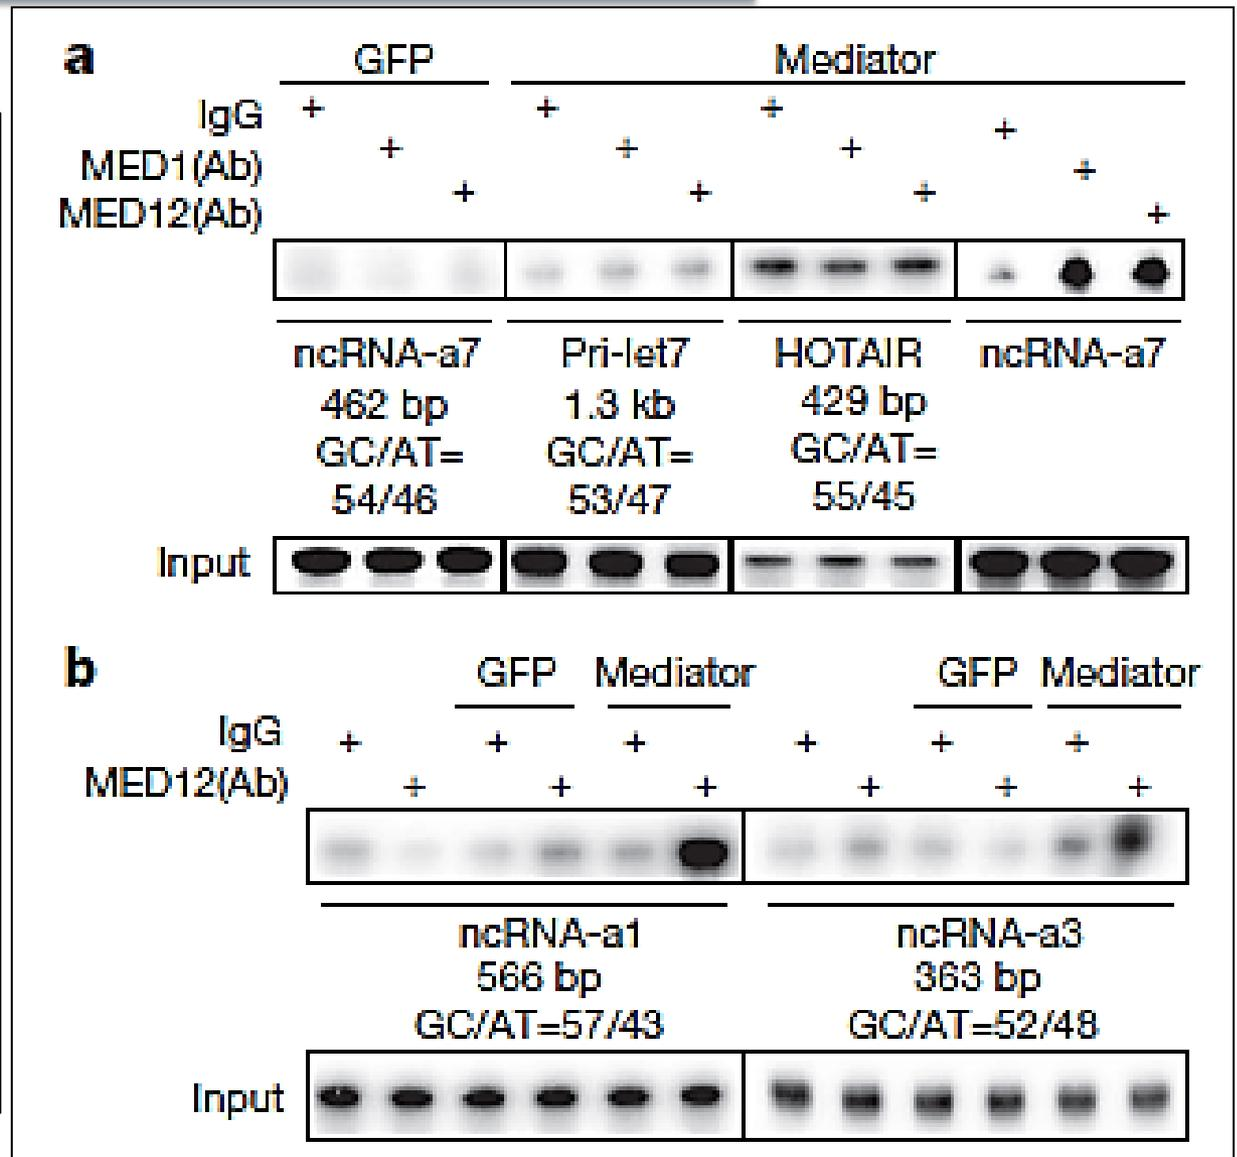 a
GFP Mediator
IgG + + + +
MED1(Ab) + + + +
MED12(Ab) + + + +
ncRNA-a7 Pri-let7 HOTAIR ncRNA-a7
462 bp 1.3 kb 429 bp
GC/AT= GC/AT= GC/AT=
54/46 53/47 55/45
Input
b
GFP Mediator GFP Mediator
IgG + + + + + +
MED12(Ab) + + + + + +
ncRNA-a1 ncRNA-a3
566 bp 363 bp
GC/AT=57/43 GC/AT=52/48
Input